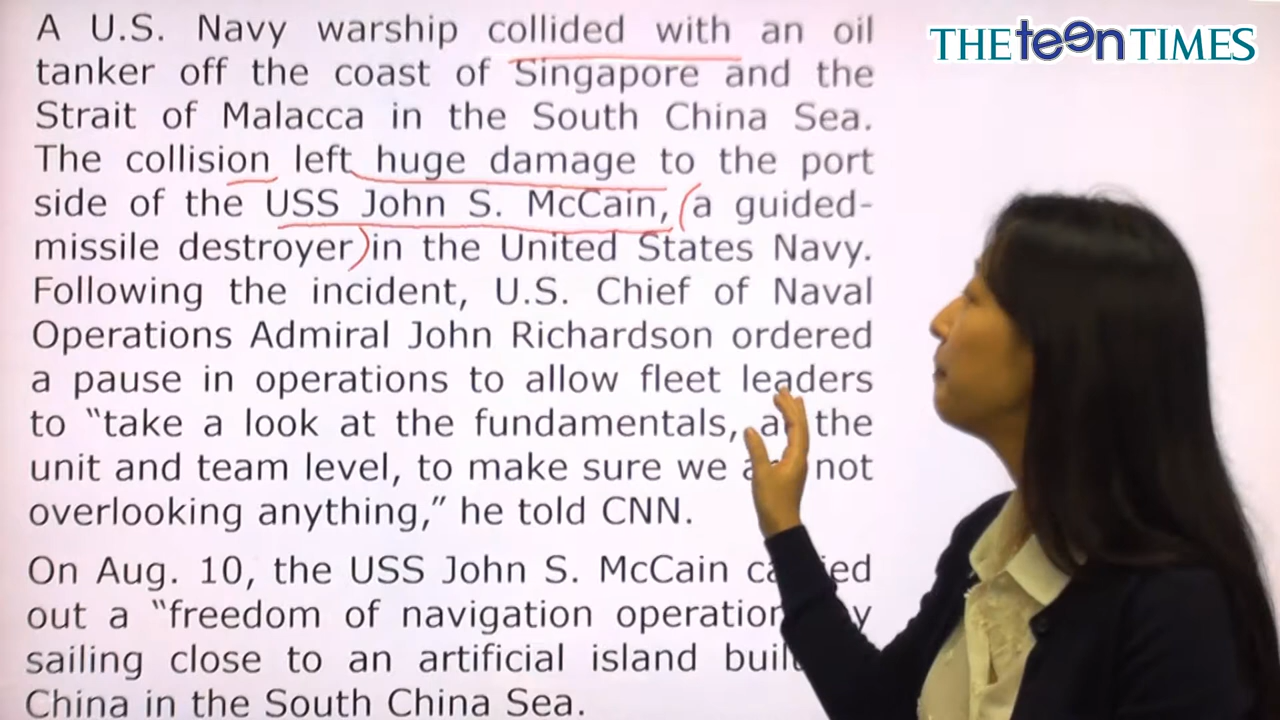 A U.S. Navy warship collided with an oil
tanker off the coast of Singapore and the
Strait of Malacca in the South China Sea.
The collision left huge damage to the port
side of the USS John S. McCain, (a guided-
missile destroyer) in the United States Navy.
Following the incident, U.S. Chief of Naval
Operations Admiral John Richardson ordered
a pause in operations to allow fleet leaders
to “take a look at the fundamentals, the
unit and team level, to make sure we not
overlooking anything,” he told CNN.
On Aug. 10, the USS John S. McCain
out a “freedom of navigation operation
sailing close to an artificial island
China in the South China Sea.
THE teen TIMES